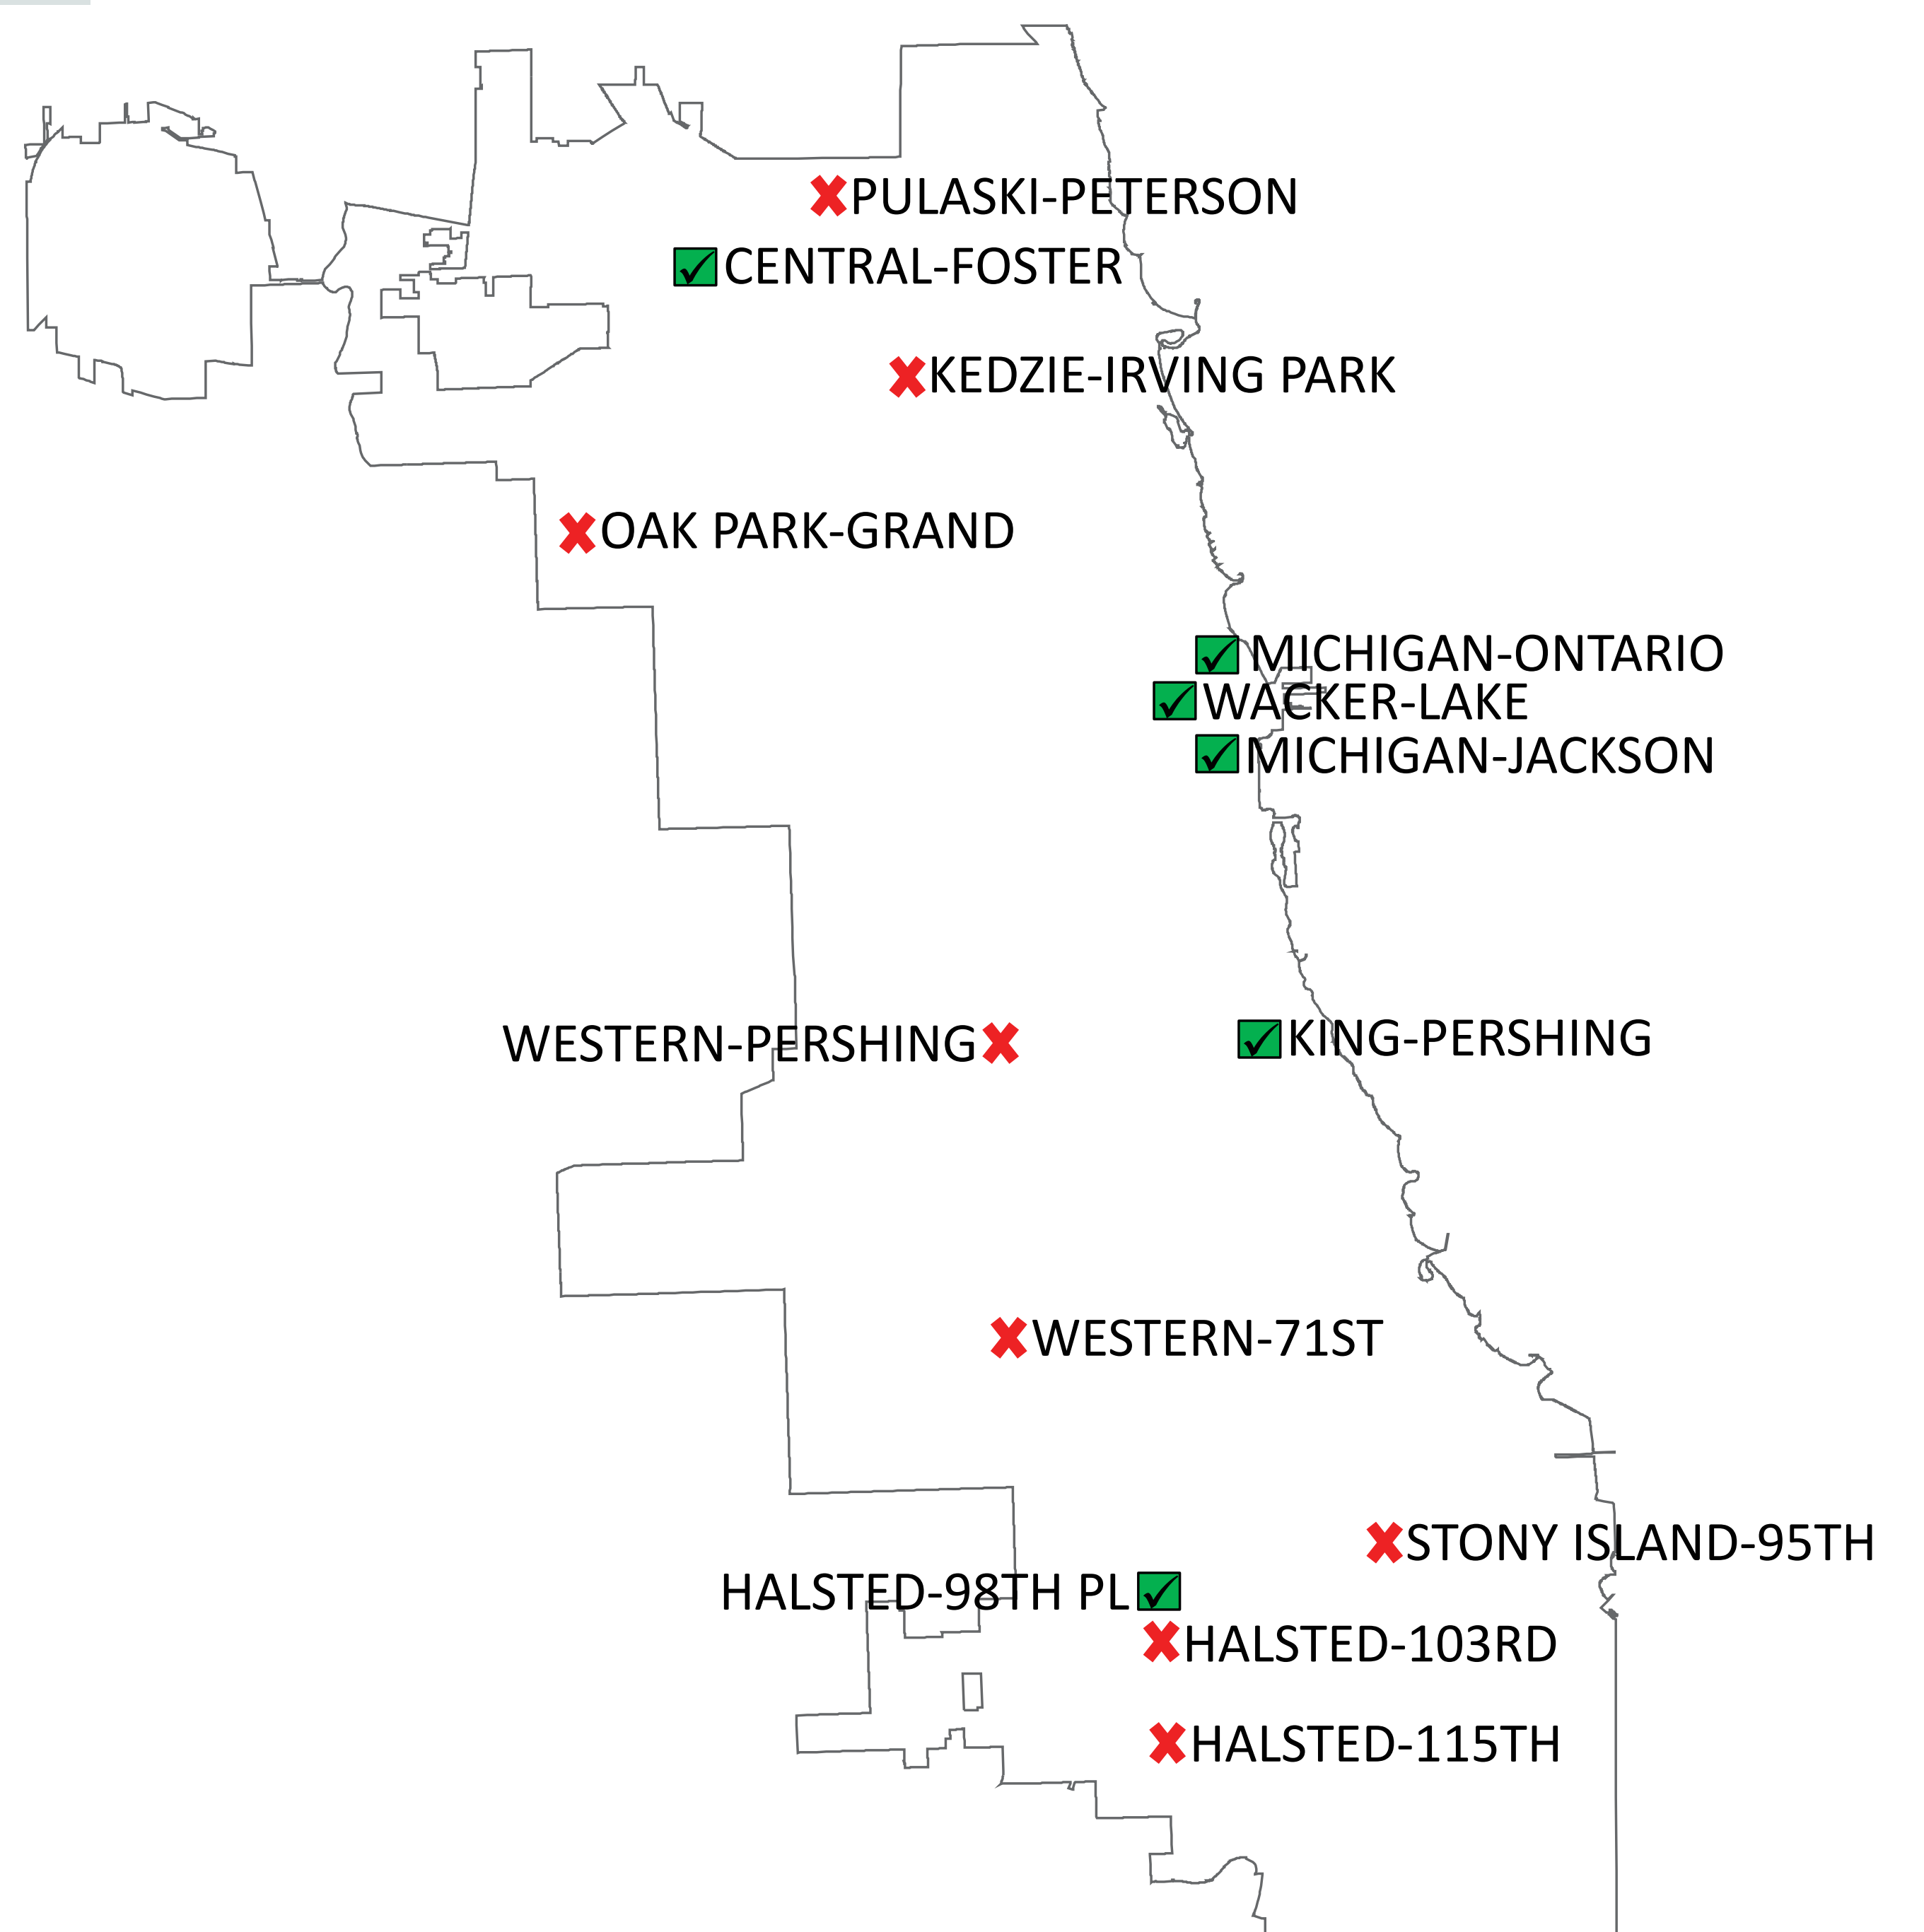 PULASKI-PETERSON
CENTRAL-FOSTER
KEDZIE-IRVING PARK
OAK PARK-GRAND
MICHIGAN-ONTARIO
WACKER-LAKE
MICHIGAN-JACKSON
WESTERN-PERSHING
KING-PERSHING
WESTERN-71ST
STONY ISLAND-95TH
HALSTED-98TH PL
HALSTED-103RD
HALSTED-115TH